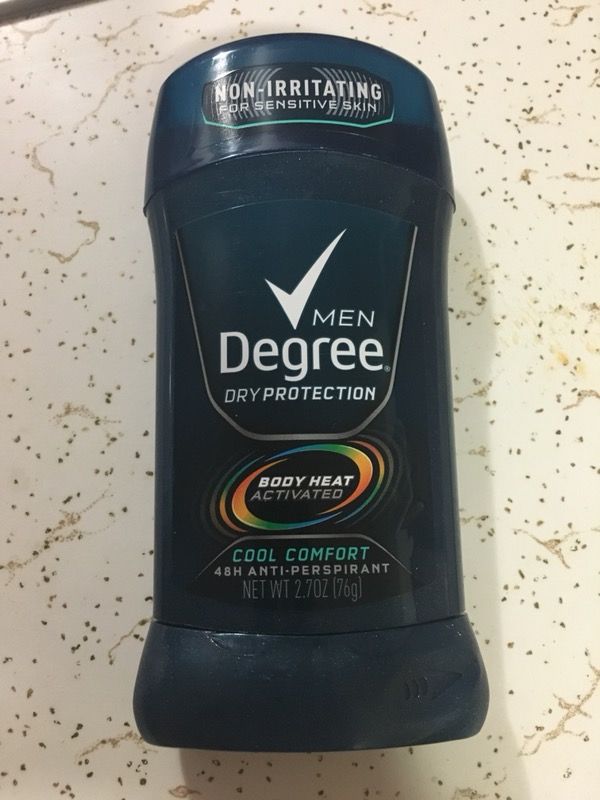 NON-IRRITATING
FOR SENSITIVE SKIN
MEN
Degree®
DRY PROTECTION
BODY HEAT
ACTIVATED
COOL COMFORT
48H ANTI-PERSPIRANT
NET WT 2.7OZ (76g)